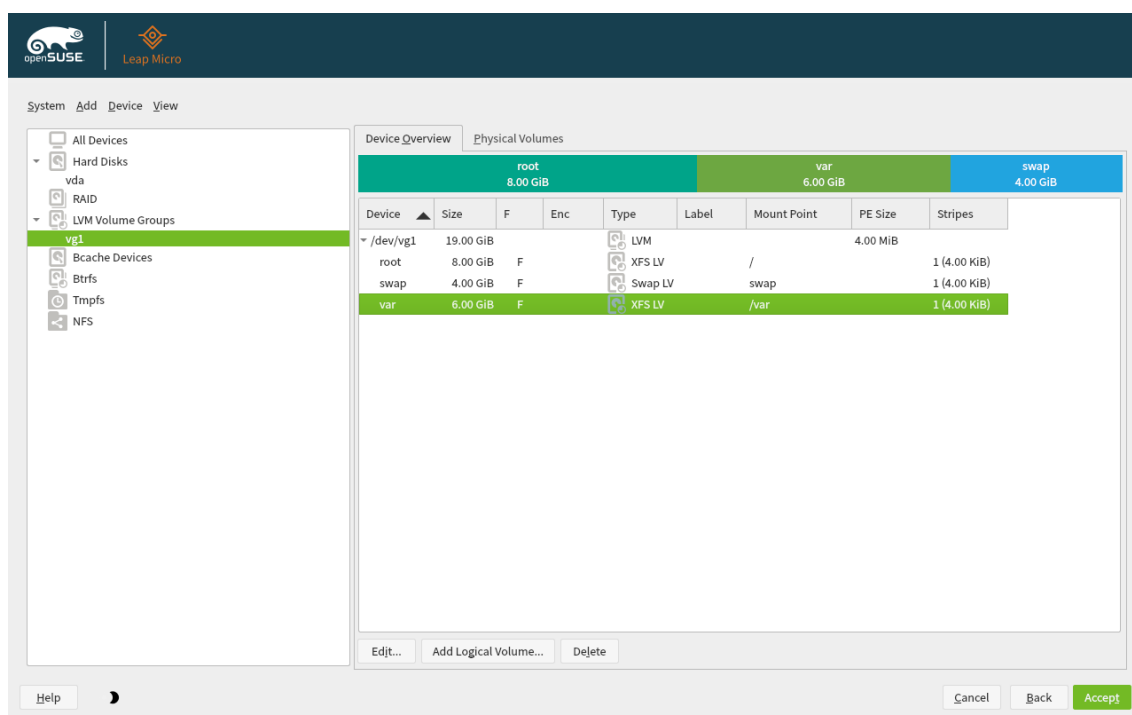 openSUSE
Leap Micro
System Add Device View
All Devices
Hard Disks
vda
RAID
LVM Volume Groups
vg1
Bcache Devices
Btrfs
Tmpfs
NFS
Device Overview Physical Volumes
root var swap
8.00 GiB 6.00 GiB 4.00 GiB
Device Size F Enc Type Label Mount Point PE Size Stripes
/dev/vg1 19.00 GiB LVM 4.00 MiB
root 8.00 GiB F XFS LV / 1 (4.00 KiB)
swap 4.00 GiB F Swap LV swap 1 (4.00 KiB)
var 6.00 GiB F XFS LV /var 1 (4.00 KiB)
Edit... Add Logical Volume... Delete
Help Cancel Back Accept